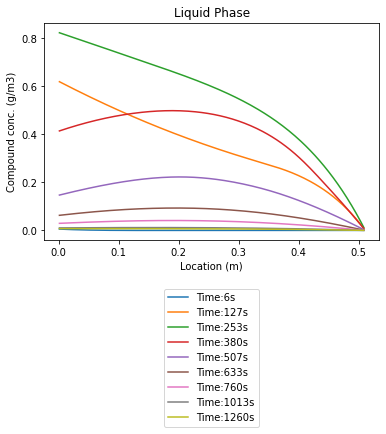 Liquid Phase
Compound conc. (g/m3)
0.8
0.6
0.4
0.2
0.0
0.0 0.1 0.2 0.3 0.4 0.5
Location (m)
Time:6s
Time:127s
Time:253s
Time:380s
Time:507s
Time:633s
Time:760s
Time:1013s
Time:1260s